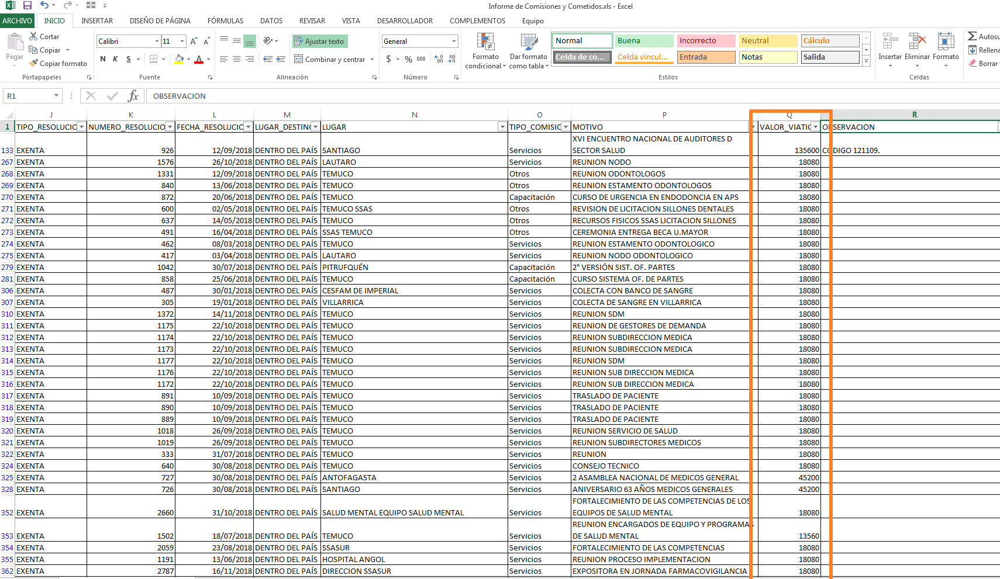 Informe de Comisiones y Cometidos.xls - Excel
ARCHIVO INICIO INSERTAR DISEÑO DE PÁGINA FÓRMULAS DATOS REVISAR VISTA DESARROLLADOR COMPLEMENTOS Equipo
Pegar Cortar Copiar Copiar formato Portapapeles
Calibri 11 N K S Fuente
Ajustar texto Combinar y centrar Alineación
General $ % 000 Número
Formato condicional Dar formato como tabla
Normal Buena Incorrecto Neutral Cálculo
Celda de co... Celda vincul... Entrada Notas Salida
Estilos
Insertar Eliminar Formato Celdas
Autosu
Rellena
Borrar
R1 fx OBSERVACION
J K L M N O P Q R
1 TIPO_RESOLUCIO NUMERO_RESOLUCIO FECHA_RESOLUCIO LUGAR_DESTIN LUGAR TIPO_COMISIO MOTIVO VALOR_VIATIC OBSERVACION
133 EXENTA 926 12/09/2018 DENTRO DEL PAÍS SANTIAGO Servicios XVI ENCUENTRO NACIONAL DE AUDITORES D SECTOR SALUD 135600 CODIGO 121109.
267 EXENTA 1576 26/10/2018 DENTRO DEL PAÍS LAUTARO Servicios REUNION NODO 18080
268 EXENTA 1331 12/09/2018 DENTRO DEL PAÍS TEMUCO Otros REUNION ODONTOLOGOS 18080
269 EXENTA 840 13/06/2018 DENTRO DEL PAÍS TEMUCO Otros REUNION ESTAMENTO ODONTOLOGOS 18080
270 EXENTA 872 20/06/2018 DENTRO DEL PAÍS TEMUCO Capacitación CURSO DE URGENCIA EN ENDODONCIA EN APS 18080
271 EXENTA 600 02/05/2018 DENTRO DEL PAÍS TEMUCO SSAS Otros REVISION DE LICITACION SILLONES DENTALES 18080
272 EXENTA 637 14/05/2018 DENTRO DEL PAÍS TEMUCO Otros RECURSOS FISICOS SSAS LICITACION SILLONES 18080
273 EXENTA 491 16/04/2018 DENTRO DEL PAÍS SSAS TEMUCO Otros CEREMONIA ENTREGA BECA U.MAYOR 18080
274 EXENTA 462 08/03/2018 DENTRO DEL PAÍS TEMUCO Servicios REUNION ESTAMENTO ODONTOLOGICO 18080
275 EXENTA 417 03/04/2018 DENTRO DEL PAÍS LAUTARO Servicios REUNION NODO ODONTOLOGICO 18080
279 EXENTA 1042 30/07/2018 DENTRO DEL PAÍS PITRUFQUÉN Capacitación 2° VERSIÓN SIST. OF. PARTES 18080
281 EXENTA 858 25/06/2018 DENTRO DEL PAÍS TEMUCO Capacitación CURSO SISTEMA OF. DE PARTES 18080
306 EXENTA 487 30/01/2018 DENTRO DEL PAÍS CESFAM DE IMPERIAL Servicios COLECTA CON BANCO DE SANGRE 18080
307 EXENTA 305 19/01/2018 DENTRO DEL PAÍS VILLARRICA Servicios COLECTA DE SANGRE EN VILLARRICA 18080
310 EXENTA 1372 14/11/2018 DENTRO DEL PAÍS TEMUCO Servicios REUNION SDM 18080
311 EXENTA 1175 22/10/2018 DENTRO DEL PAÍS TEMUCO Servicios REUNION DE GESTORES DE DEMANDA 18080
312 EXENTA 1174 22/10/2018 DENTRO DEL PAÍS TEMUCO Servicios REUNION SUBDIRECCION MEDICA 18080
313 EXENTA 1173 22/10/2018 DENTRO DEL PAÍS TEMUCO Servicios REUNION SUBDIRECCION MEDICA 18080
314 EXENTA 1177 22/10/2018 DENTRO DEL PAÍS TEMUCO Servicios REUNION SDM 18080
315 EXENTA 1176 22/10/2018 DENTRO DEL PAÍS TEMUCO Servicios REUNION SUB DIRECCION MEDICA 18080
316 EXENTA 1172 22/10/2018 DENTRO DEL PAÍS TEMUCO Servicios REUNION SUB DIRECCION MEDICA 18080
317 EXENTA 891 10/09/2018 DENTRO DEL PAÍS TEMUCO Servicios TRASLADO DE PACIENTE 18080
318 EXENTA 890 10/09/2018 DENTRO DEL PAÍS TEMUCO Servicios TRASLADO DE PACIENTE 18080
319 EXENTA 889 10/09/2018 DENTRO DEL PAÍS TEMUCO Servicios TRASLADO DE PACIENTE 18080
320 EXENTA 1018 26/09/2018 DENTRO DEL PAÍS TEMUCO Servicios REUNION SERVICIO DE SALUD 18080
321 EXENTA 1019 26/09/2018 DENTRO DEL PAÍS TEMUCO Servicios REUNION SUBDIRECTORES MEDICOS 18080
322 EXENTA 333 31/07/2018 DENTRO DEL PAÍS TEMUCO Servicios REUNION 18080
324 EXENTA 640 30/08/2018 DENTRO DEL PAÍS TEMUCO Servicios CONSEJO TECNICO 18080
325 EXENTA 727 30/08/2018 DENTRO DEL PAÍS ANTOFAGASTA Servicios 2 ASAMBLEA NACIONAL DE MEDICOS GENERAL 45200
328 EXENTA 726 30/08/2018 DENTRO DEL PAÍS SANTIAGO Servicios ANIVERSARIO 63 AÑOS MEDICOS GENERALES 45200
352 EXENTA 2660 31/10/2018 DENTRO DEL PAÍS SALUD MENTAL EQUIPO SALUD MENTAL Servicios FORTALECIMIENTO DE LAS COMPETENCIAS DE LOS EQUIPOS DE SALUD MENTAL 18080
353 EXENTA 1502 18/07/2018 DENTRO DEL PAÍS TEMUCO Servicios REUNION ENCARGADOS DE EQUIPO Y PROGRAMAS DE SALUD MENTAL 13560
354 EXENTA 2059 23/08/2018 DENTRO DEL PAÍS SSASUR Servicios FORTALECIMIENTO DE LAS COMPETENCIAS 18080
355 EXENTA 1191 13/06/2018 DENTRO DEL PAÍS HOSPITAL ANGOL Servicios REUNION PROCESO IMPLEMENTACION 18080
362 EXENTA 2787 16/11/2018 DENTRO DEL PAÍS DIRECCION SSASUR Servicios EXPOSITORA EN JORNADA FARMACOVIGILANCIA 18080